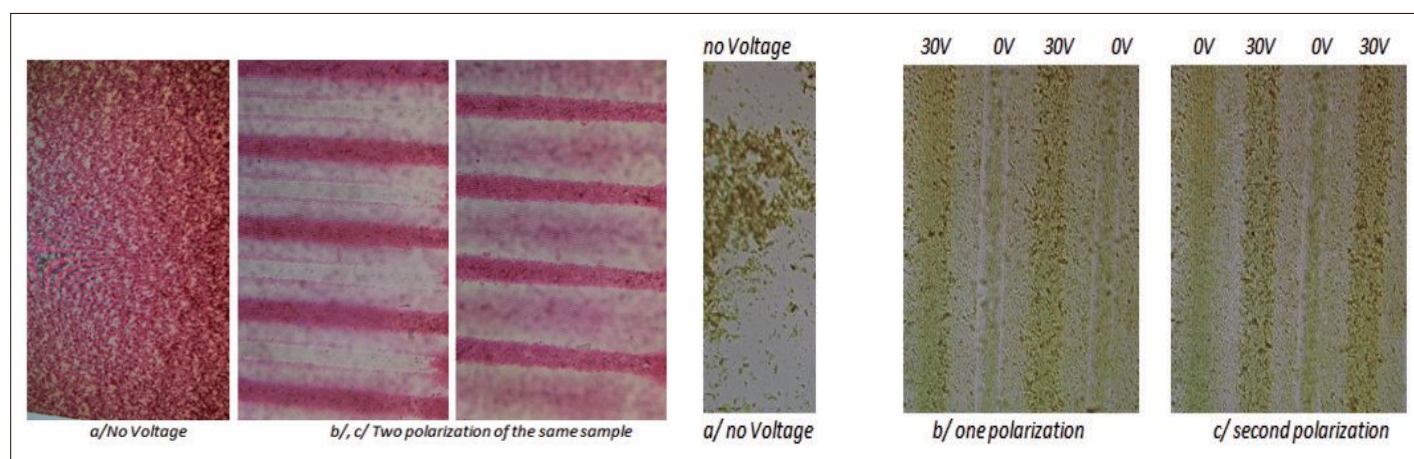 no Voltage
30V 0V 30V 0V
0V 30V 0V 30V
a/No Voltage
b/, c/ Two polarization of the same sample
a/ no Voltage
b/ one polarization
c/ second polarization